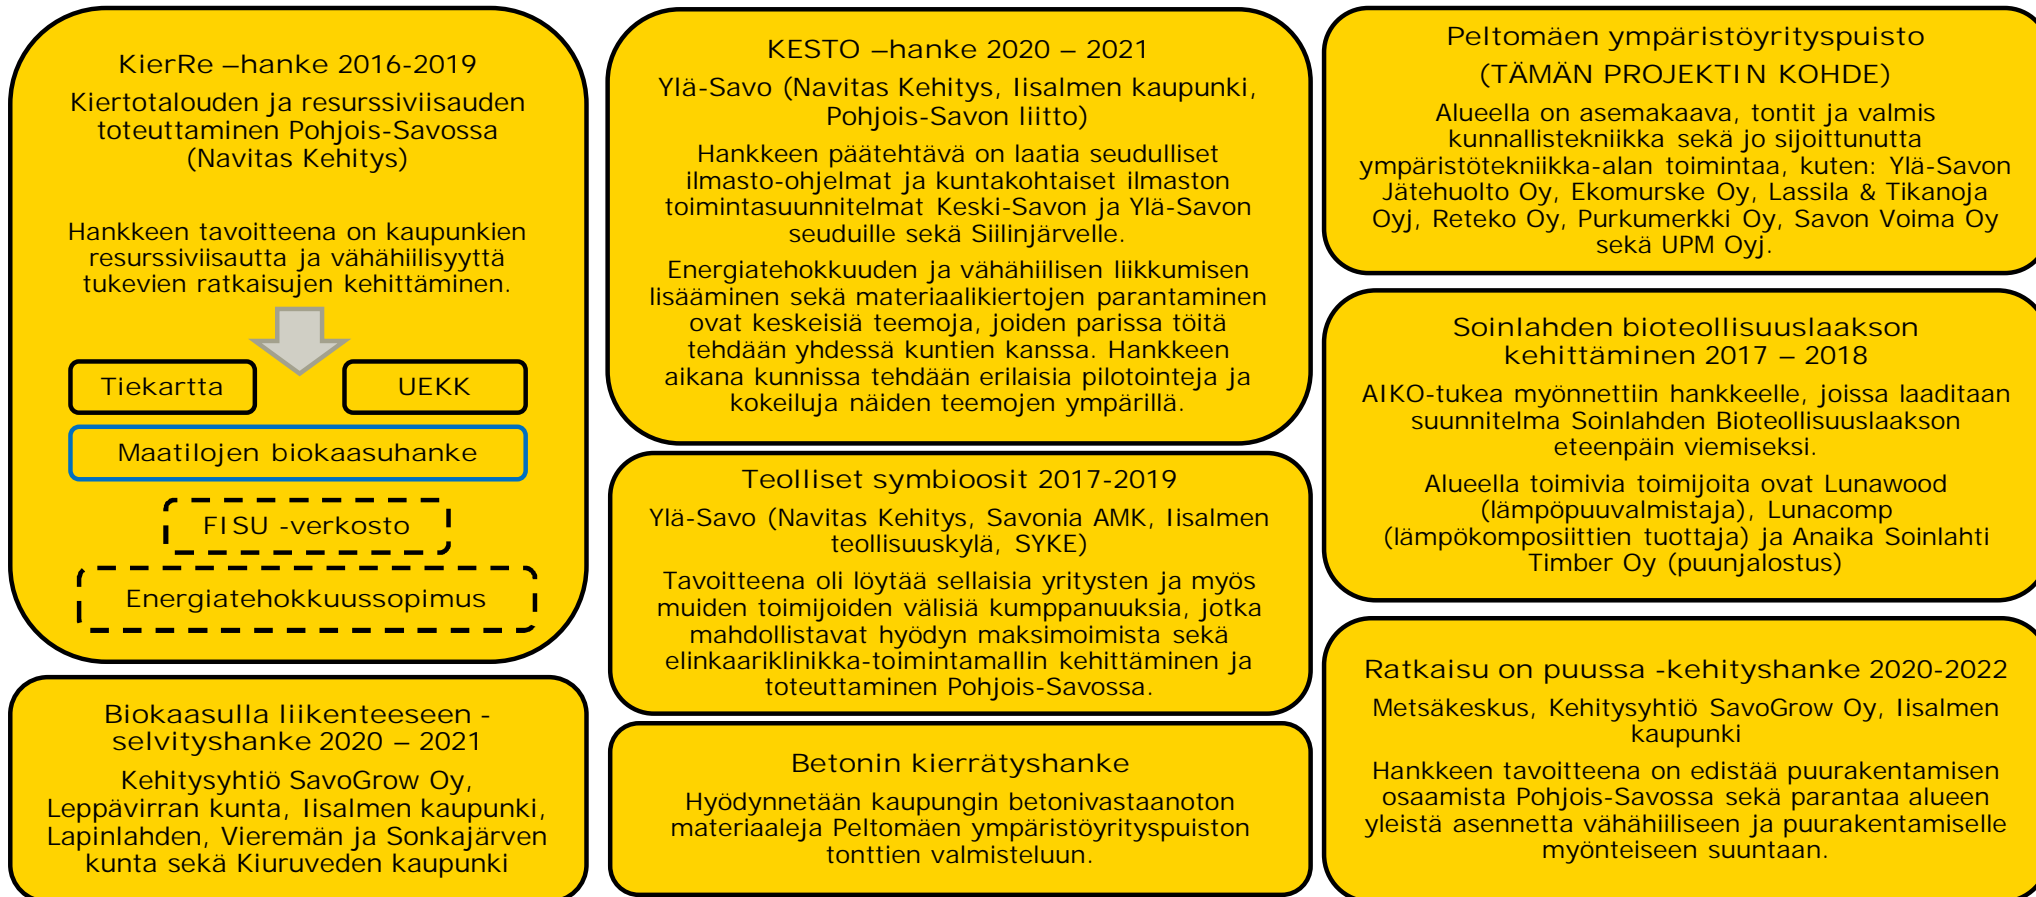 KierRe –hanke 2016-2019
Kiertotalouden ja resurssiviisauden
toteuttaminen Pohjois-Savossa
(Navitas Kehitys)
Hankkeen tavoitteena on kaupunkien
resurssiviisautta ja vähähiilisyyttä
tukevien ratkaisujen kehittäminen.
Tiekartta
UEKK
Maatilojen biokaasuhanke
FISU -verkosto
Energiatehokkuussopimus
Biokaasulla liikenteeseen -
selvityshanke 2020 – 2021
Kehitysyhtiö SavoGrow Oy,
Leppävirran kunta, Iisalmen kaupunki,
Lapinlahden, Vieremän ja Sonkajärven
kunta sekä Kiuruveden kaupunki
KESTO –hanke 2020 – 2021
Ylä-Savo (Navitas Kehitys, Iisalmen kaupunki,
Pohjois-Savon liitto)
Hankkeen päätehtävä on laatia seudulliset
ilmasto-ohjelmat ja kuntakohtaiset ilmaston
toimintasuunnitelmat Keski-Savon ja Ylä-Savon
seuduille sekä Siilinjärvelle.
Energiatehokkuuden ja vähähiilisen liikkumisen
lisääminen sekä materiaalikiertojen parantaminen
ovat keskeisiä teemoja, joiden parissa töitä
tehdään yhdessä kuntien kanssa. Hankkeen
aikana kunnissa tehdään erilaisia pilotointeja ja
kokeiluja näiden teemojen ympärillä.
Teolliset symbioosit 2017-2019
Ylä-Savo (Navitas Kehitys, Savonia AMK, Iisalmen
teollisuuskylä, SYKE)
Tavoitteena oli löytää sellaisia yritysten ja myös
muiden toimijoiden välisiä kumppanuuksia, jotka
mahdollistavat hyödyn maksimoimista sekä
elinkaariklinikka-toimintamallin kehittäminen ja
toteuttaminen Pohjois-Savossa.
Betonin kierrätyshanke
Hyödynnetään kaupungin betonivastaanoton
materiaaleja Peltomäen ympäristöyrityspuiston
tonttien valmisteluun.
Peltomäen ympäristöyrityspuisto
(TÄMÄN PROJEKTIN KOHDE)
Alueella on asemakaava, tontit ja valmis
kunnallistekniikka sekä jo sijoittunutta
ympäristötekniikka-alan toimintaa, kuten: Ylä-Savon
Jätehuolto Oy, Ekomurske Oy, Lassila & Tikanoja
Oyj, Reteko Oy, Purkumerkki Oy, Savon Voima Oy
sekä UPM Oyj.
Soinlahden bioteollisuuslaakson
kehittäminen 2017 – 2018
AIKO-tukea myönnettiin hankkeelle, joissa laaditaan
suunnitelma Soinlahden Bioteollisuuslaakson
eteenpäin viemiseksi.
Alueella toimivia toimijoita ovat Lunawood
(lämpöpuuvalmistaja), Lunacomp
(lämpökomposiittien tuottaja) ja Anaika Soinlahti
Timber Oy (puunjalostus)
Ratkaisu on puussa -kehityshanke 2020-2022
Metsäkeskus, Kehitysyhtiö SavoGrow Oy, Iisalmen
kaupunki
Hankkeen tavoitteena on edistää puurakentamisen
osaamista Pohjois-Savossa sekä parantaa alueen
yleistä asennetta vähähiiliseen ja puurakentamiselle
myönteiseen suuntaan.